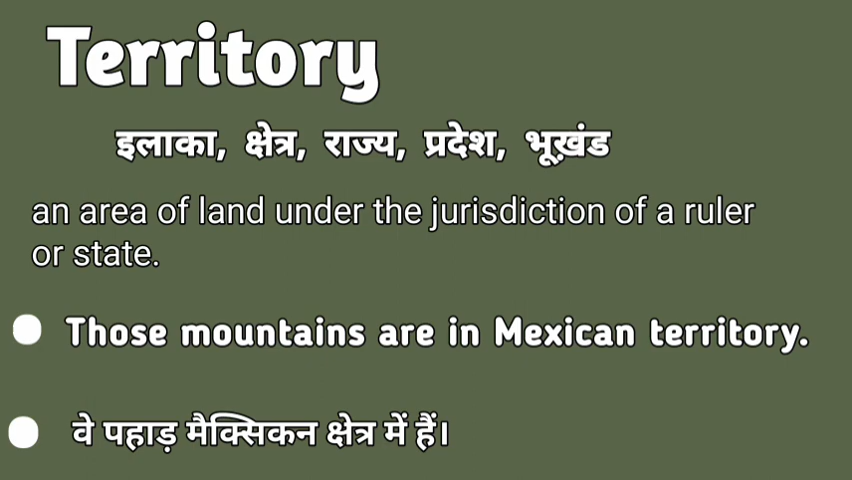 Territory
इलाका, क्षेत्र, राज्य, प्रदेश, भूख़ंड
an area of land under the jurisdiction of a ruler
or state.
Those mountains are in Mexican territory.
वे पहाड़ मैक्सिकन क्षेत्र में हैं।